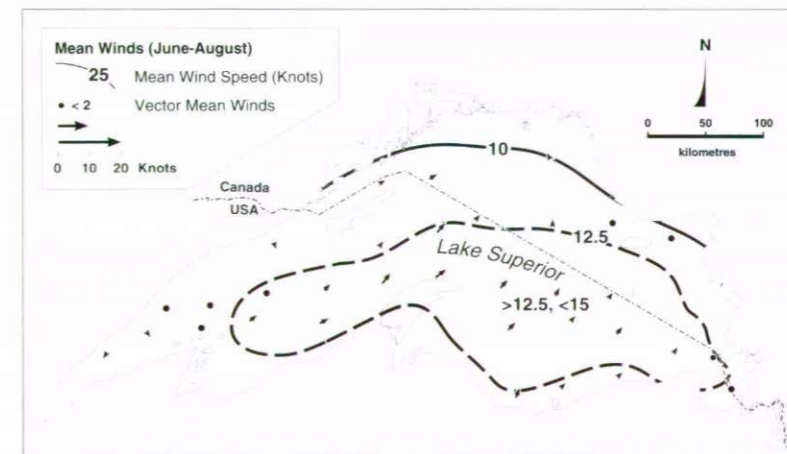 Mean Winds (June-August)
25 Mean Wind Speed (Knots)
< 2 Vector Mean Winds
0 10 20 Knots
N
0 50 100
kilometres
10
Canada
USA
12.5
Lake Superior
>12.5, <15